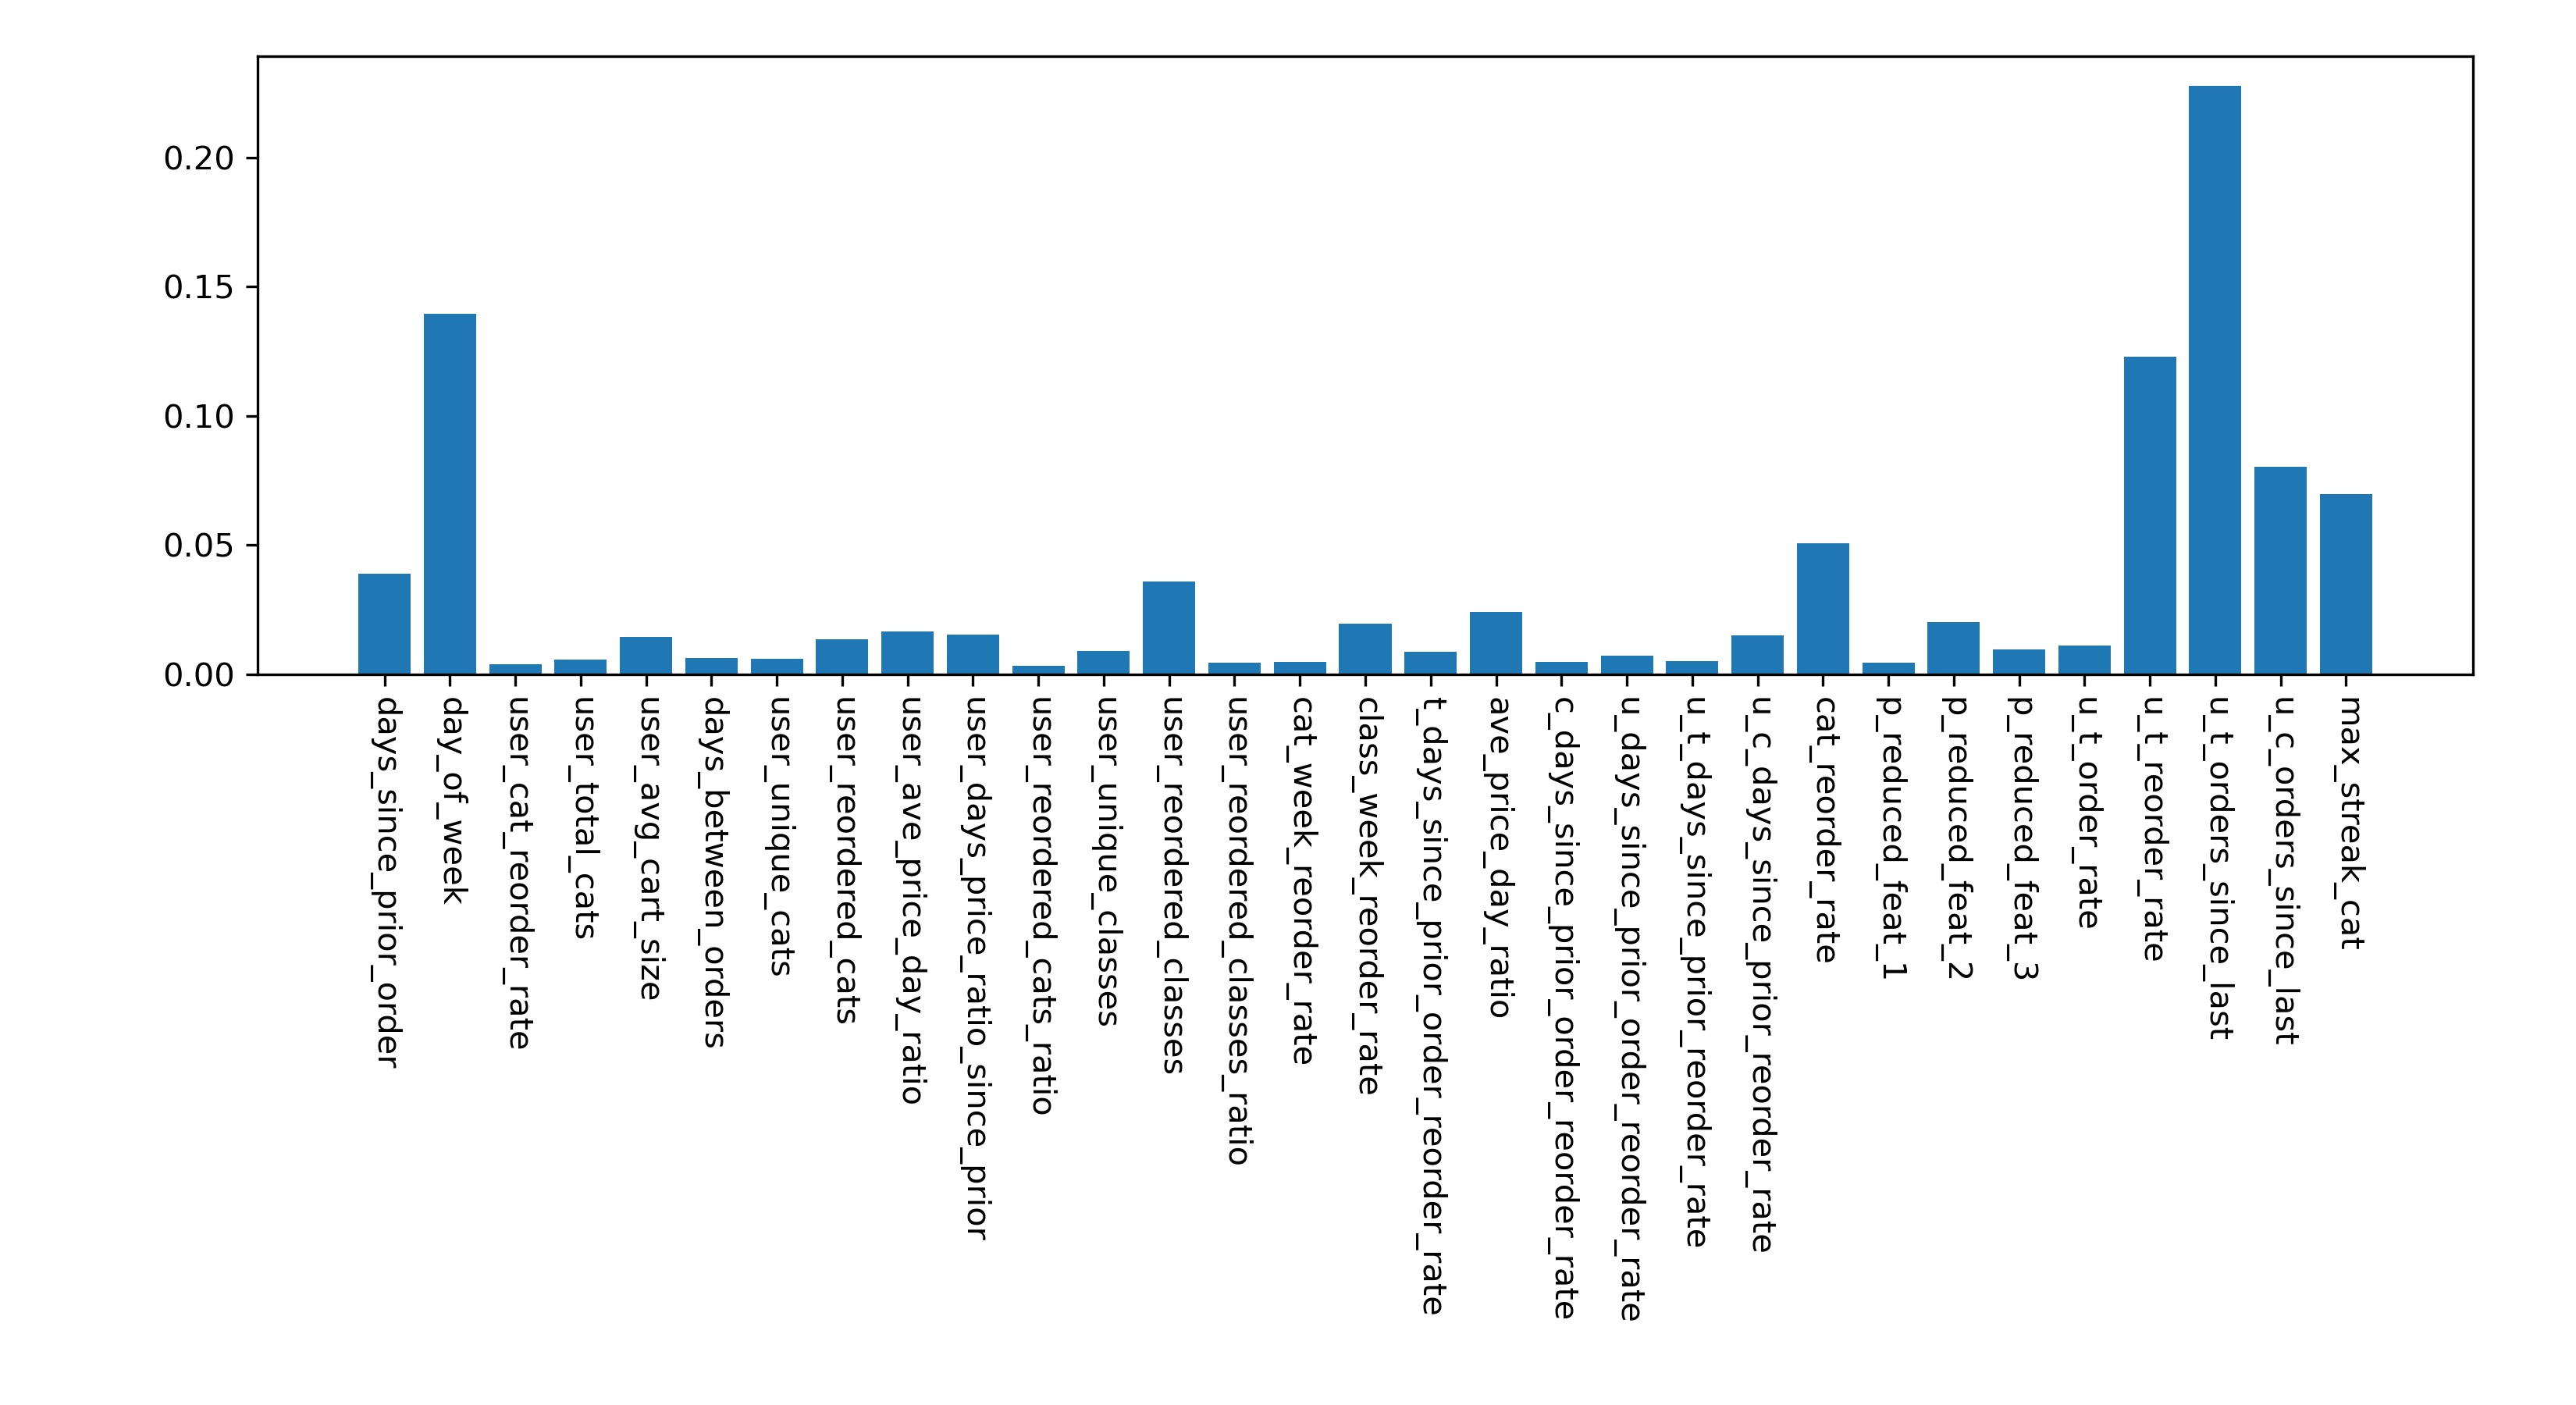 0.20
0.15
0.10
0.05
0.00
days_since_prior_order
day_of_week
user_cat_reorder_rate
user_total_cats
user_avg_cart_size
days_between_orders
user_unique_cats
user_reordered_cats
user_ave_price_day_ratio
user_days_price_ratio_since_prior
user_reordered_cats_ratio
user_unique_classes
user_reordered_classes
user_reordered_classes_ratio
cat_week_reorder_rate
class_week_reorder_rate
t_days_since_prior_order_reorder_rate
ave_price_day_ratio
c_days_since_prior_order_reorder_rate
u_days_since_prior_order_reorder_rate
u_t_days_since_prior_reorder_rate
u_c_days_since_prior_reorder_rate
cat_reorder_rate
p_reduced_feat_1
p_reduced_feat_2
p_reduced_feat_3
u_t_order_rate
u_t_reorder_rate
u_t_orders_since_last
u_c_orders_since_last
max_streak_cat